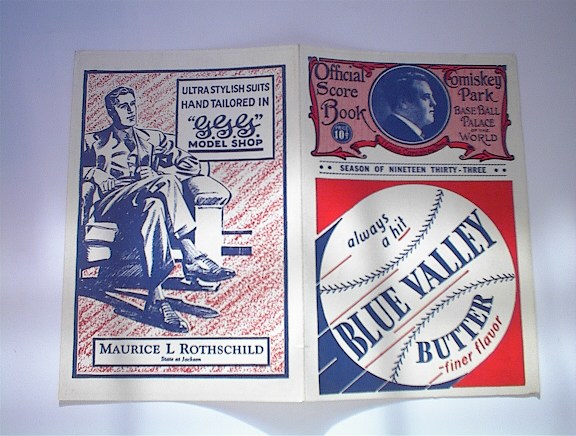 ULTRA STYLISH SUITS
HAND TAILORED IN
"G.G.G."
MODEL SHOP
MAURICE L ROTHSCHILD
State at Jackson
Official
Score
Book
10¢
Comiskey
Park
BASE BALL
PALACE
OF THE
WORLD
SEASON OF NINETEEN THIRTY-THREE
always
a hit
BLUE VALLEY
BUTTER
-finer flavor